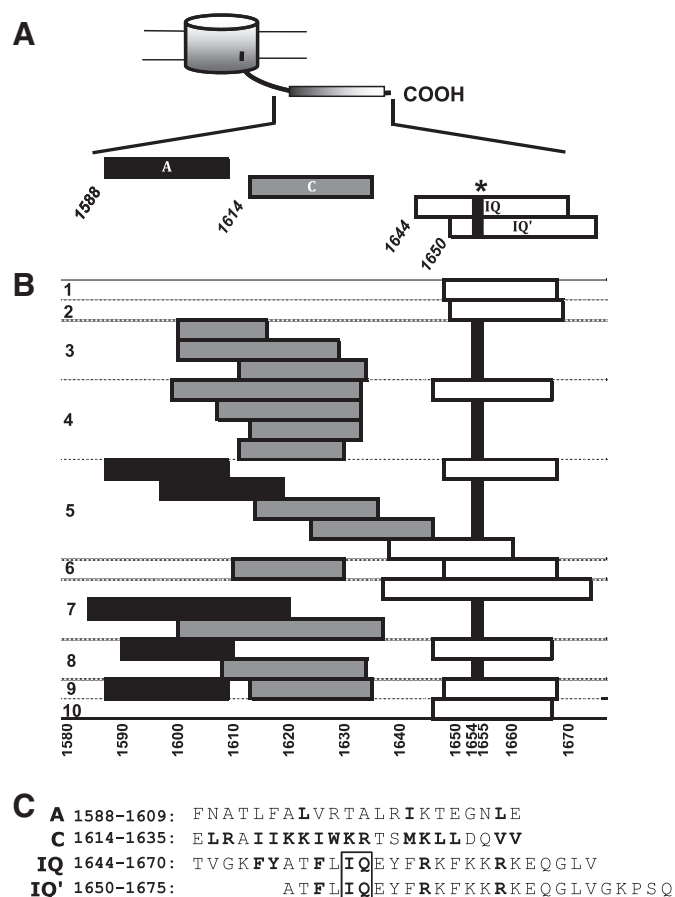 A
COOH
A
C
*
IQ
IQ'
1588
1614
1644
1650
B
1
2
3
4
5
6
7
8
9
10
1580 1590 1600 1610 1620 1630 1640 1650 1654 1655 1660 1670
C
A 1588–1609: FNATLFALVRTALRIKTEGNLE
C 1614–1635: ELRAIIKKIWKRTSMKLLDQVV
IQ 1644–1670: TVGKFYATFLIQEYFRKFKKRKEQGLV
IQ' 1650–1675: ATFLIQEYFRKFKKRKEQGLVGKPSQ